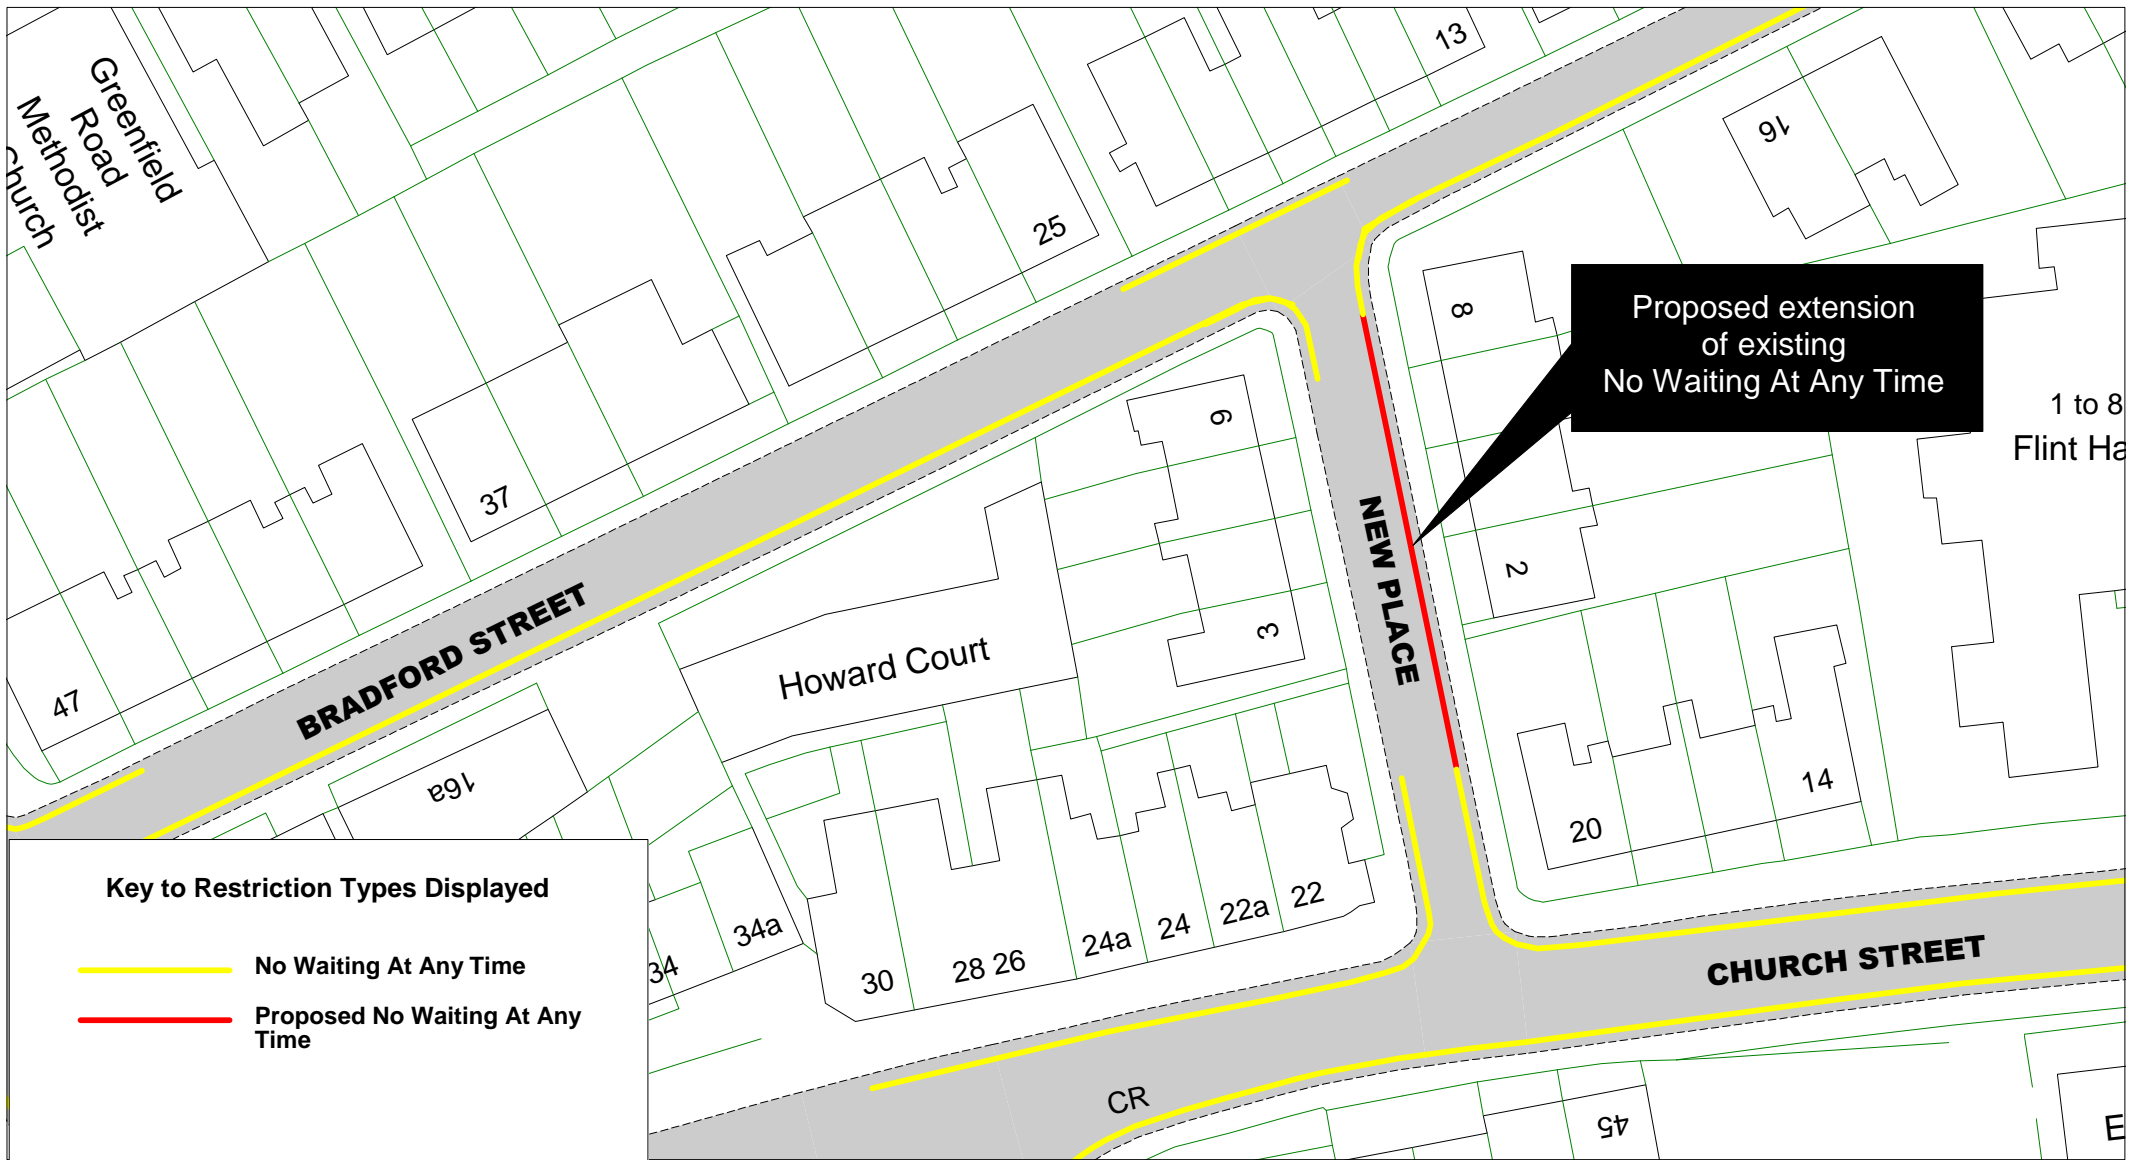 Greenfield
Road
Methodist
Church
13
16
25
8
Proposed extension
of existing
No Waiting At Any Time
1 to 8
Flint Ha
9
37
NEW PLACE
2
3
BRADFORD STREET
Howard Court
47
16a
14
20
Key to Restriction Types Displayed
No Waiting At Any Time
Proposed No Waiting At Any
Time
34
34a
30
28 26
24a
24
22a
22
CHURCH STREET
CR
45
E